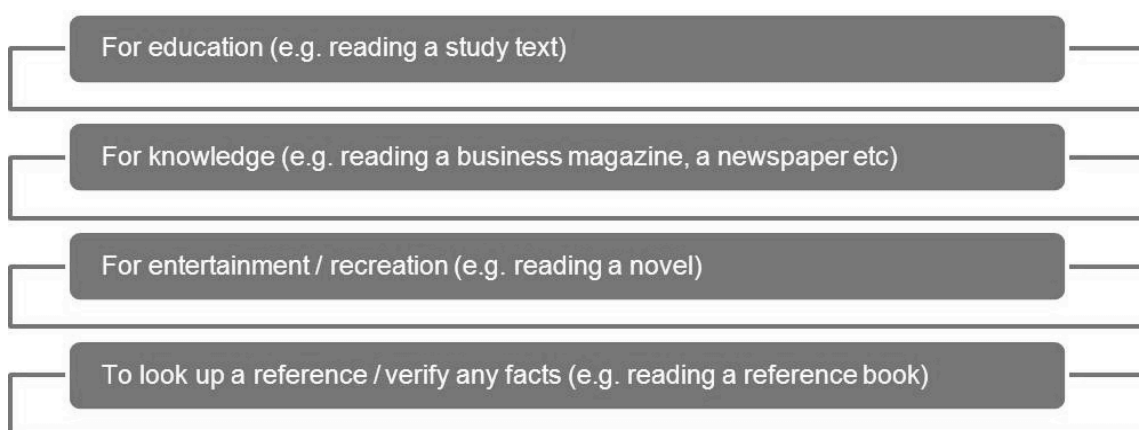 For education (e.g. reading a study text)
For knowledge (e.g. reading a business magazine, a newspaper etc)
For entertainment / recreation (e.g. reading a novel)
To look up a reference / verify any facts (e.g. reading a reference book)